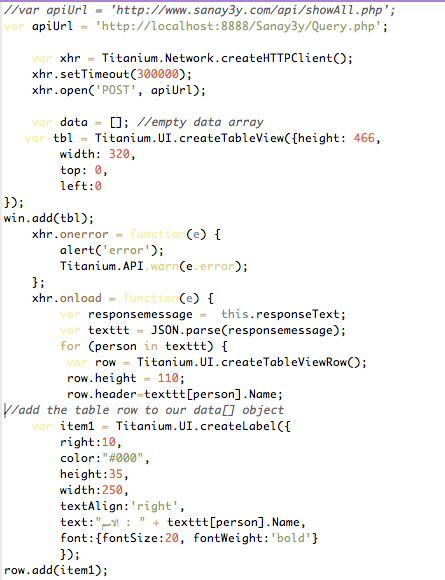 //var apiUrl = 'http://www.sanay3y.com/api/showAll.php';
var apiUrl = 'http://localhost:8888/Sanay3y/Query.php';
var xhr = Titanium.Network.createHTTPClient();
xhr.setTimeout(300000);
xhr.open('POST', apiUrl);
var data = []; //empty data array
var tbl = Titanium.UI.createTableView({height: 466,
width: 320,
top: 0,
left:0
});
win.add(tbl);
xhr.onerror = function(e) {
alert('error');
Titanium.API.warn(e.error);
};
xhr.onload = function(e) {
var responsemessage = this.responseText;
var texttt = JSON.parse(responsemessage);
for (person in texttt) {
var row = Titanium.UI.createTableViewRow();
row.height = 110;
row.header=texttt[person].Name;
//add the table row to our data[] object
var item1 = Titanium.UI.createLabel({
right:10,
color:"#000",
height:35,
width:250,
textAlign:'right',
text:"الاسم : " + texttt[person].Name,
font:{fontSize:20, fontWeight:'bold'}
});
row.add(item1);